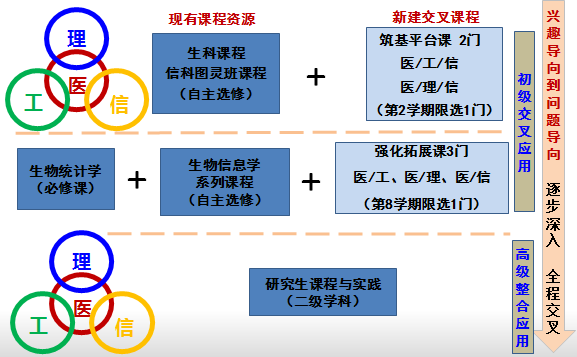 现有课程资源
新建交叉课程
理
医
工
信
生科课程
信科图灵班课程
（自主选修）
+
筑基平台课 2门
医/工/信
医/理/信
（第2学期限选1门）
生物统计学
（必修课）
+
生物信息学
系列课程
（自主选修）
+
强化拓展课3门
医/工、医/理、医/信
（第8学期限选1门）
初级交叉应用
理
医
工
信
研究生课程与实践
（二级学科）
高级整合应用
兴趣导向到问题导向 逐步深入 全程交叉